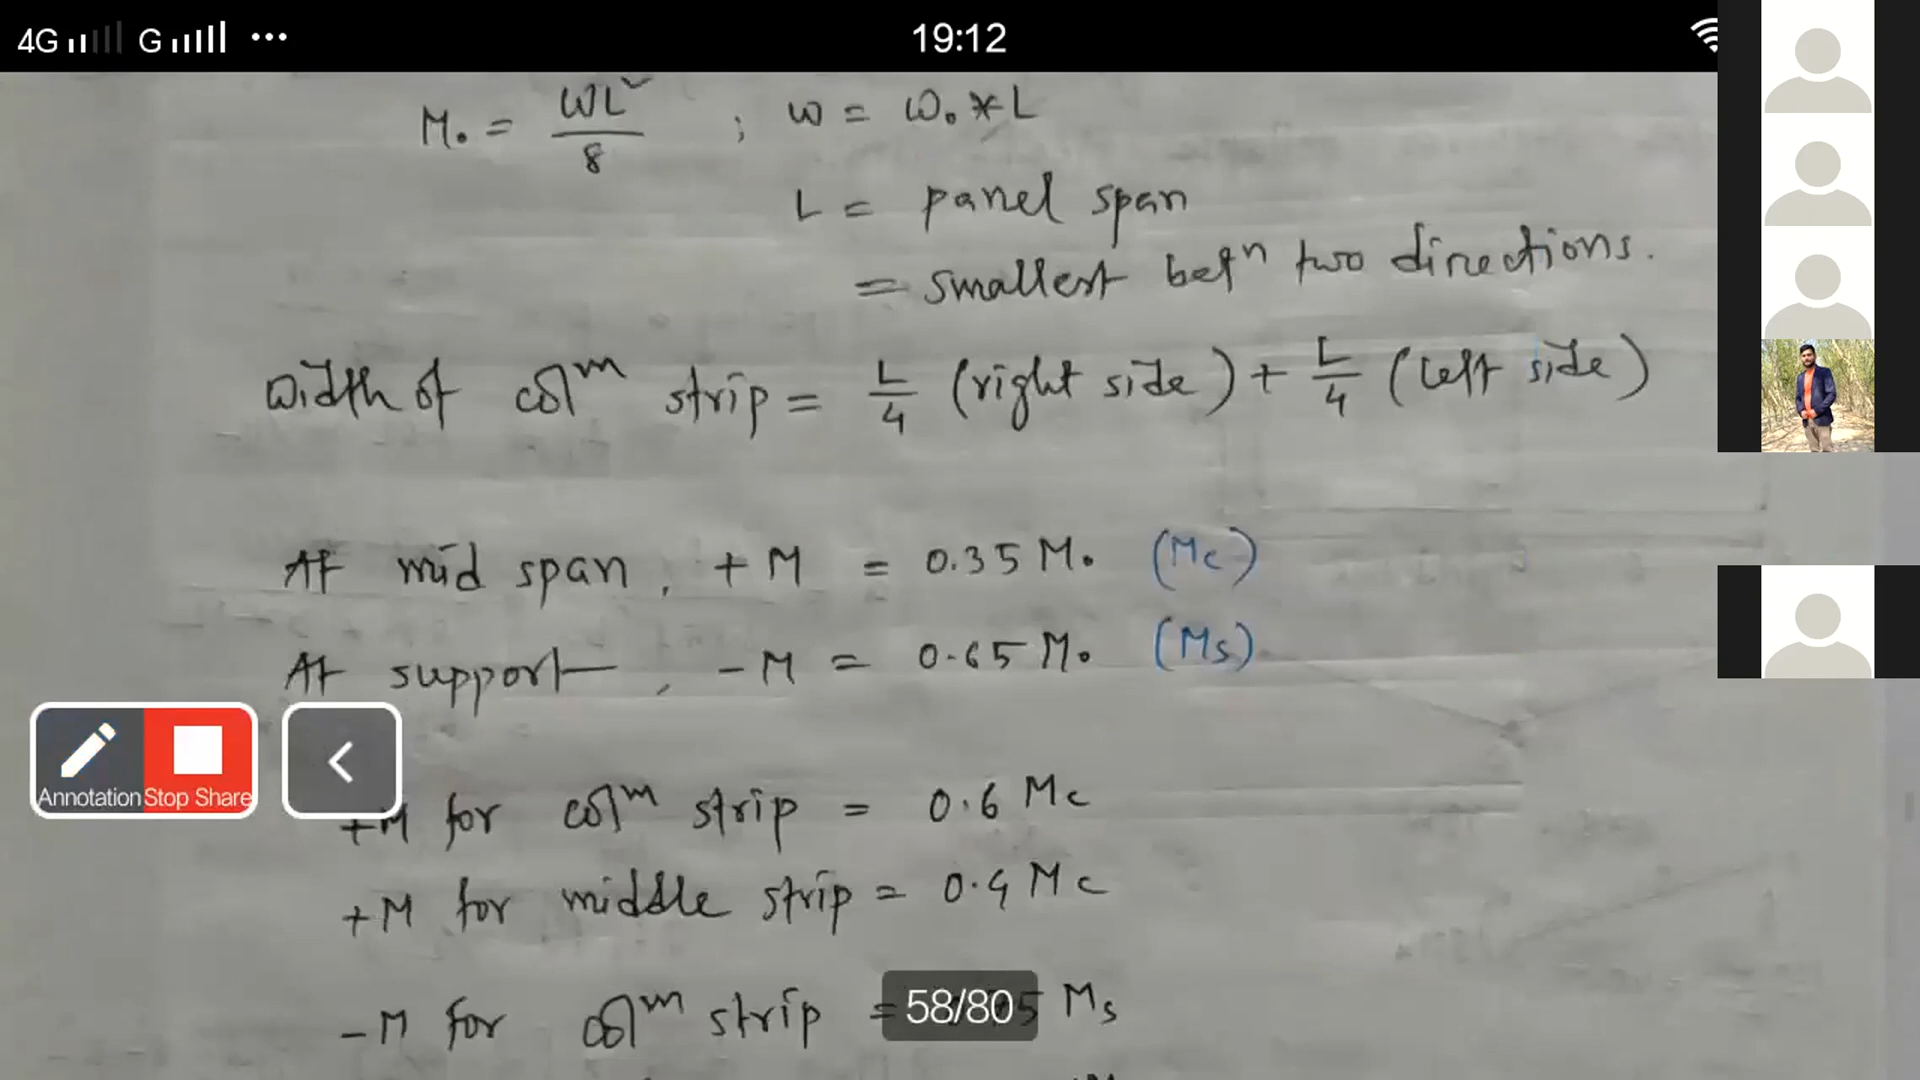 4G G ... 19:12
M₀ = WL²/8 ; W = ω₀ * L
L = panel span
= smallest betⁿ two directions.
Width of colᵐ strip = L/4 (right side) + L/4 (left side)
At mid span, +M = 0.35 M₀ (Mc)
At support, -M = 0.65 M₀ (Ms)
Annotation Stop Share
+M for colᵐ strip = 0.6 Mc
+M for middle strip = 0.4 Mc
-M for colᵐ strip = 5 Ms
58/80